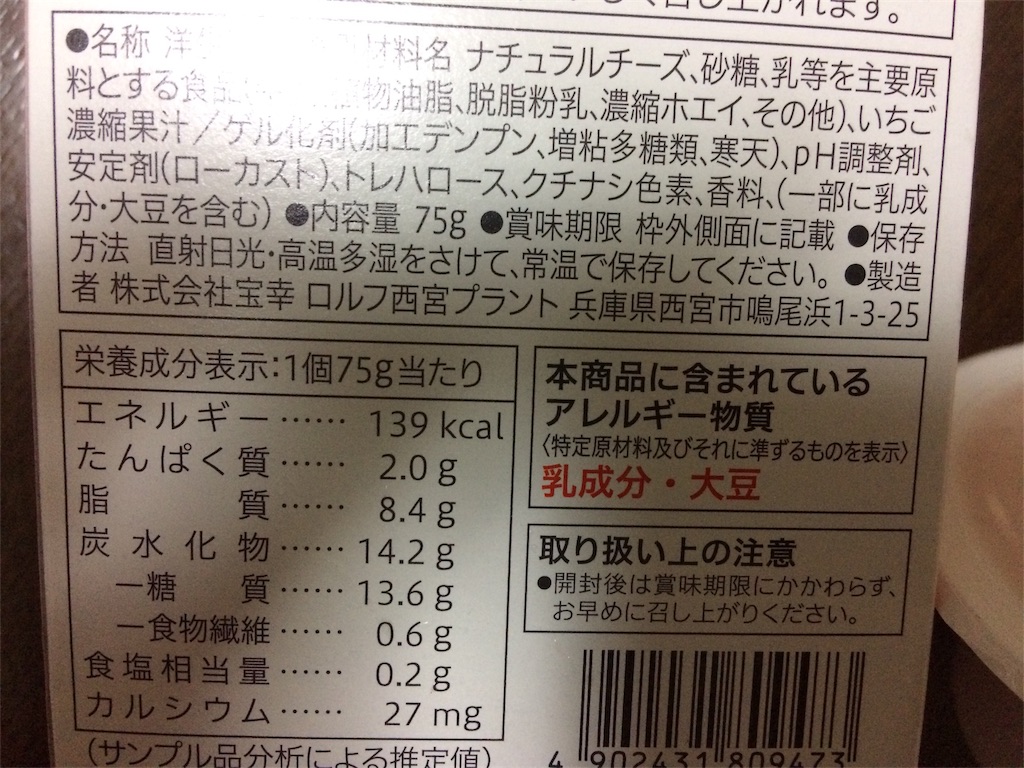 召し上がれます。
●名称 洋 材料名 ナチュラルチーズ、砂糖、乳等を主要原
料とする食品 物油脂、脱脂粉乳、濃縮ホエイ、その他)、いちご
濃縮果汁/ゲル化剤(加工デンプン、増粘多糖類、寒天)、pH調整剤、
安定剤(ローカスト)、トレハロース、クチナシ色素、香料、(一部に乳成
分・大豆を含む) ●内容量 75g ●賞味期限 枠外側面に記載 ●保存
方法 直射日光・高温多湿をさけて、常温で保存してください。 ●製造
者 株式会社宝幸 ロルフ西宮プラント 兵庫県西宮市鳴尾浜1-3-25
栄養成分表示:1個75g当たり
エネルギー…… 139 kcal
たんぱく質…… 2.0 g
脂質…… 8.4 g
炭水化物…… 14.2 g
ー糖質…… 13.6 g
ー食物繊維…… 0.6 g
食塩相当量…… 0.2 g
カルシウム…… 27 mg
(サンプル品分析による推定値)
本商品に含まれている
アレルギー物質
〈特定原材料及びそれに準ずるものを表示〉
乳成分・大豆
取り扱い上の注意
●開封後は賞味期限にかかわらず、
お早めに召し上がりください。
4 902431 809473